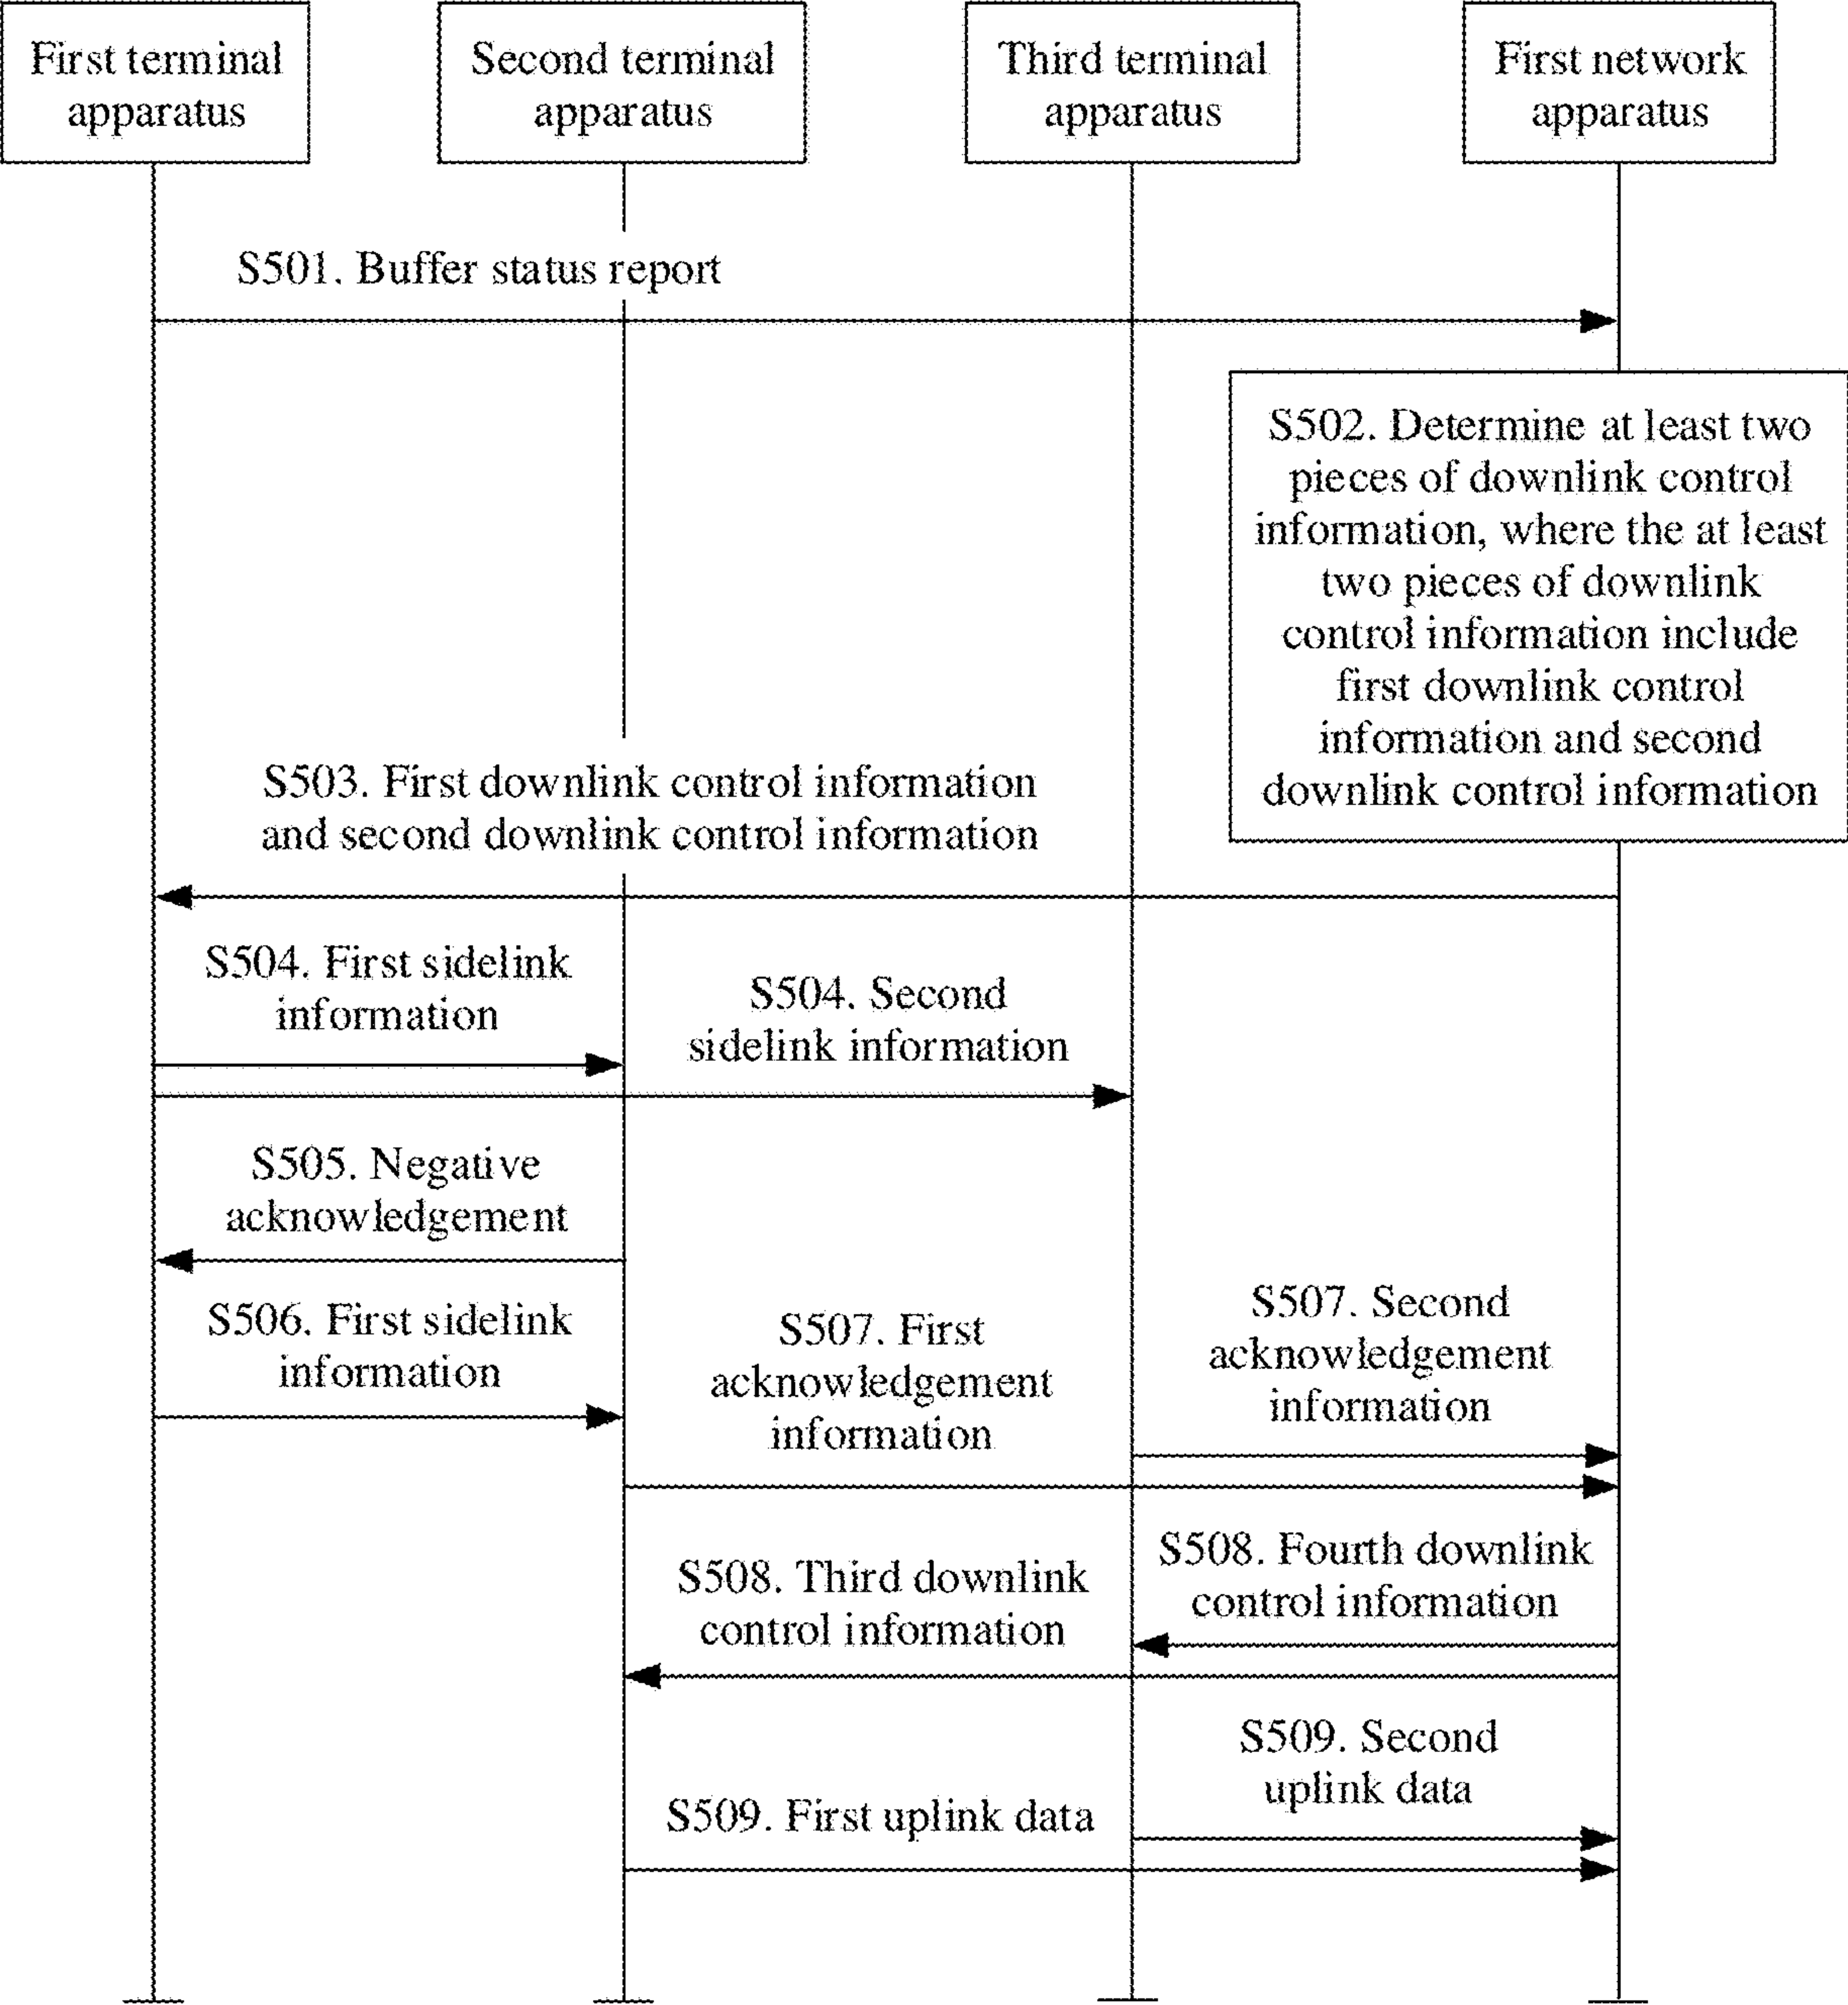 First terminal
apparatus
Second terminal
apparatus
Third terminal
apparatus
First network
apparatus
S501. Buffer status report
S502. Determine at least two
pieces of downlink control
information, where the at least
two pieces of downlink
control information include
first downlink control
information and second
downlink control information
S503. First downlink control information
and second downlink control information
S504. First sidelink
information
S504. Second
sidelink information
S505. Negative
acknowledgement
S506. First sidelink
information
S507. First
acknowledgement
information
S507. Second
acknowledgement
information
S508. Third downlink
control information
S508. Fourth downlink
control information
S509. Second
uplink data
S509. First uplink data